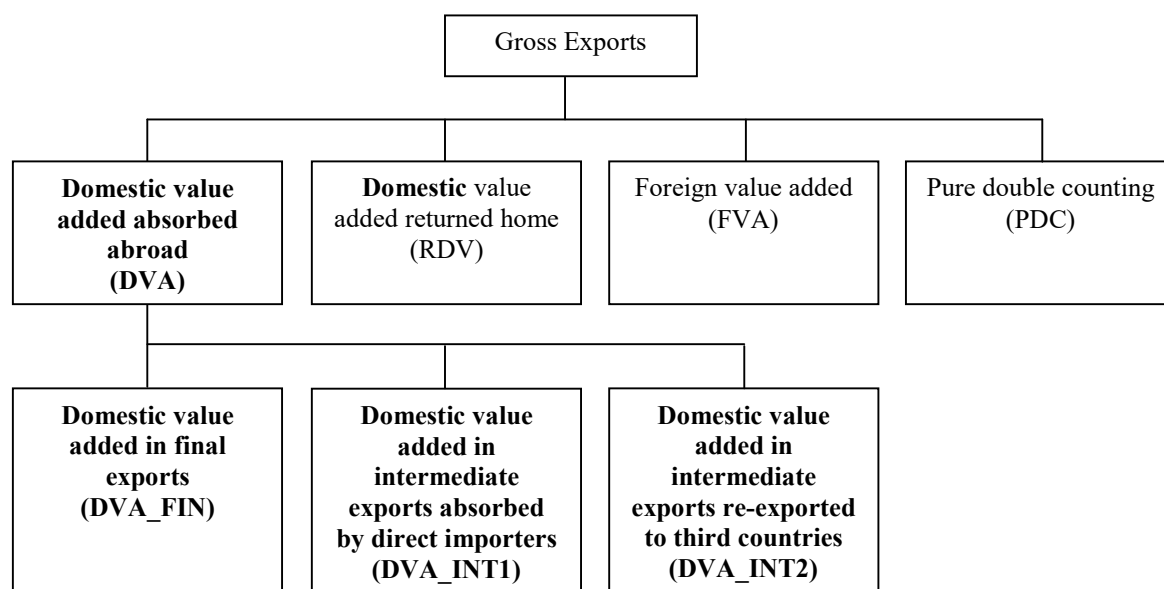 Gross Exports
Domestic value
added absorbed
abroad
(DVA)
Domestic value
added returned home
(RDV)
Foreign value added
(FVA)
Pure double counting
(PDC)
Domestic value
added in final
exports
(DVA_FIN)
Domestic value
added in
intermediate
exports absorbed
by direct importers
(DVA_INT1)
Domestic value
added in
intermediate
exports re-exported
to third countries
(DVA_INT2)